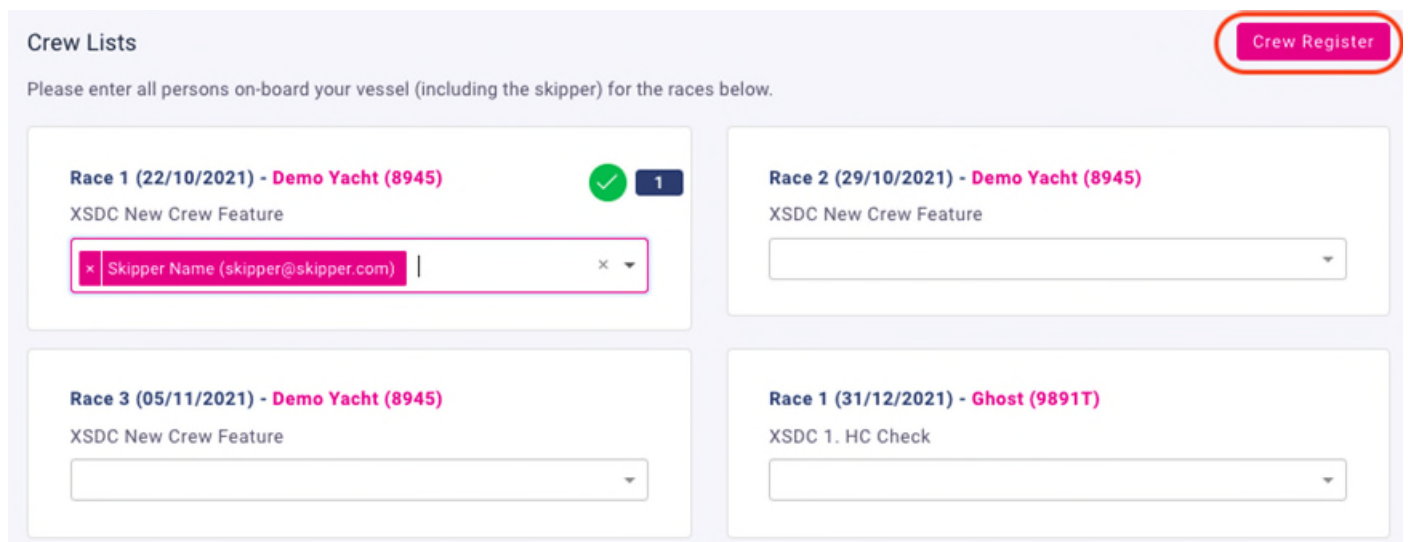 Crew Lists
Crew Register
Please enter all persons on-board your vessel (including the skipper) for the races below.
Race 1 (22/10/2021) - Demo Yacht (8945)
1
XSDC New Crew Feature
× Skipper Name (skipper@skipper.com)
×
Race 2 (29/10/2021) - Demo Yacht (8945)
XSDC New Crew Feature
Race 3 (05/11/2021) - Demo Yacht (8945)
XSDC New Crew Feature
Race 1 (31/12/2021) - Ghost (9891T)
XSDC 1. HC Check